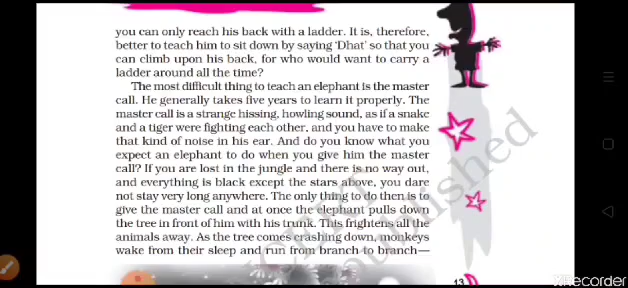 you can only reach his back with a ladder. It is, therefore,
better to teach him to sit down by saying 'Dhat' so that you
can climb upon his back, for who would want to carry a
ladder around all the time?
The most difficult thing to teach an elephant is the master
call. He generally takes five years to learn it properly. The
master call is a strange hissing, howling sound, as if a snake
and a tiger were fighting each other, and you have to make
that kind of noise in his ear. And do you know what you
expect an elephant to do when you give him the master
call? If you are lost in the jungle and there is no way out,
and everything is black except the stars above, you dare
not stay very long anywhere. The only thing to do then is to
give the master call and at once the elephant pulls down
the tree in front of him with his trunk. This frightens all the
animals away. As the tree comes crashing down, monkeys
wake from their sleep and run from branch to branch—
13
XRecorder